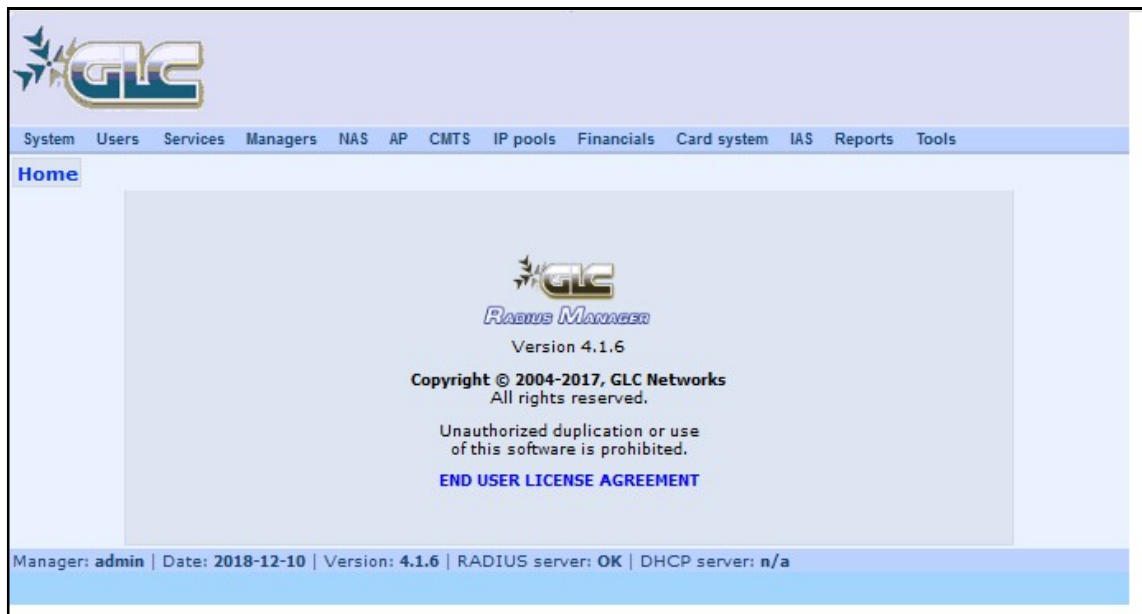 GLC
System Users Services Managers NAS AP CMTS IP pools Financials Card system IAS Reports Tools
Home
GLC
RADIUS MANAGER
Version 4.1.6
Copyright © 2004-2017, GLC Networks
All rights reserved.
Unauthorized duplication or use
of this software is prohibited.
END USER LICENSE AGREEMENT
Manager: admin | Date: 2018-12-10 | Version: 4.1.6 | RADIUS server: OK | DHCP server: n/a